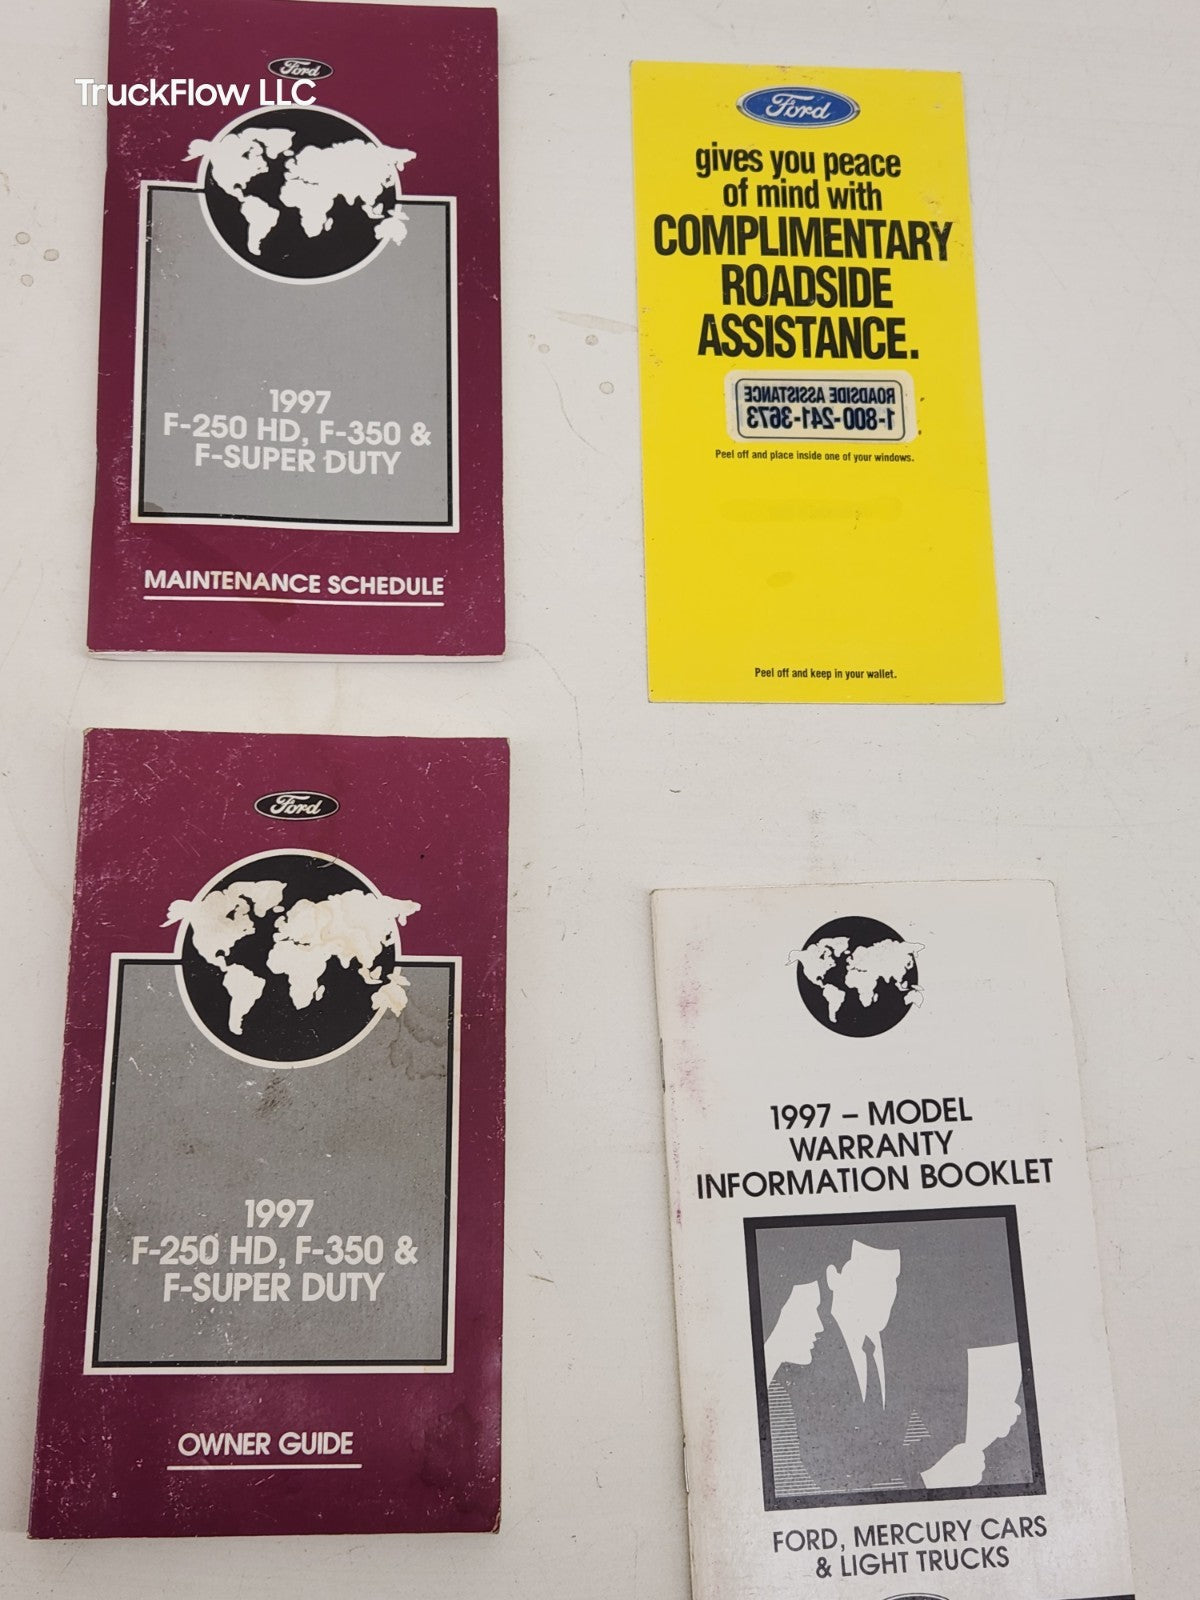 TruckFlow LLC
Ford
1997
F-250 HD, F-350 &
F-SUPER DUTY
MAINTENANCE SCHEDULE
Ford
gives you peace
of mind with
COMPLIMENTARY
ROADSIDE
ASSISTANCE.
ROADSIDE ASSISTANCE
1-800-241-3673
Peel off and place inside one of your windows.
Peel off and keep in your wallet.
Ford
1997
F-250 HD, F-350 &
F-SUPER DUTY
OWNER GUIDE
1997 – MODEL
WARRANTY
INFORMATION BOOKLET
FORD, MERCURY CARS
& LIGHT TRUCKS